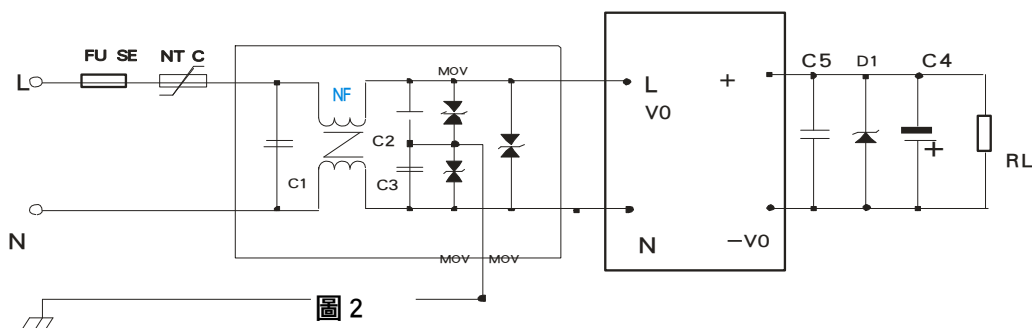 FU SE NT C
L
NF
MOV
C2
C1
C3
MOV MOV
N
圖 2
L +
V0
N
−V0
C5 D1 C4
+
RL